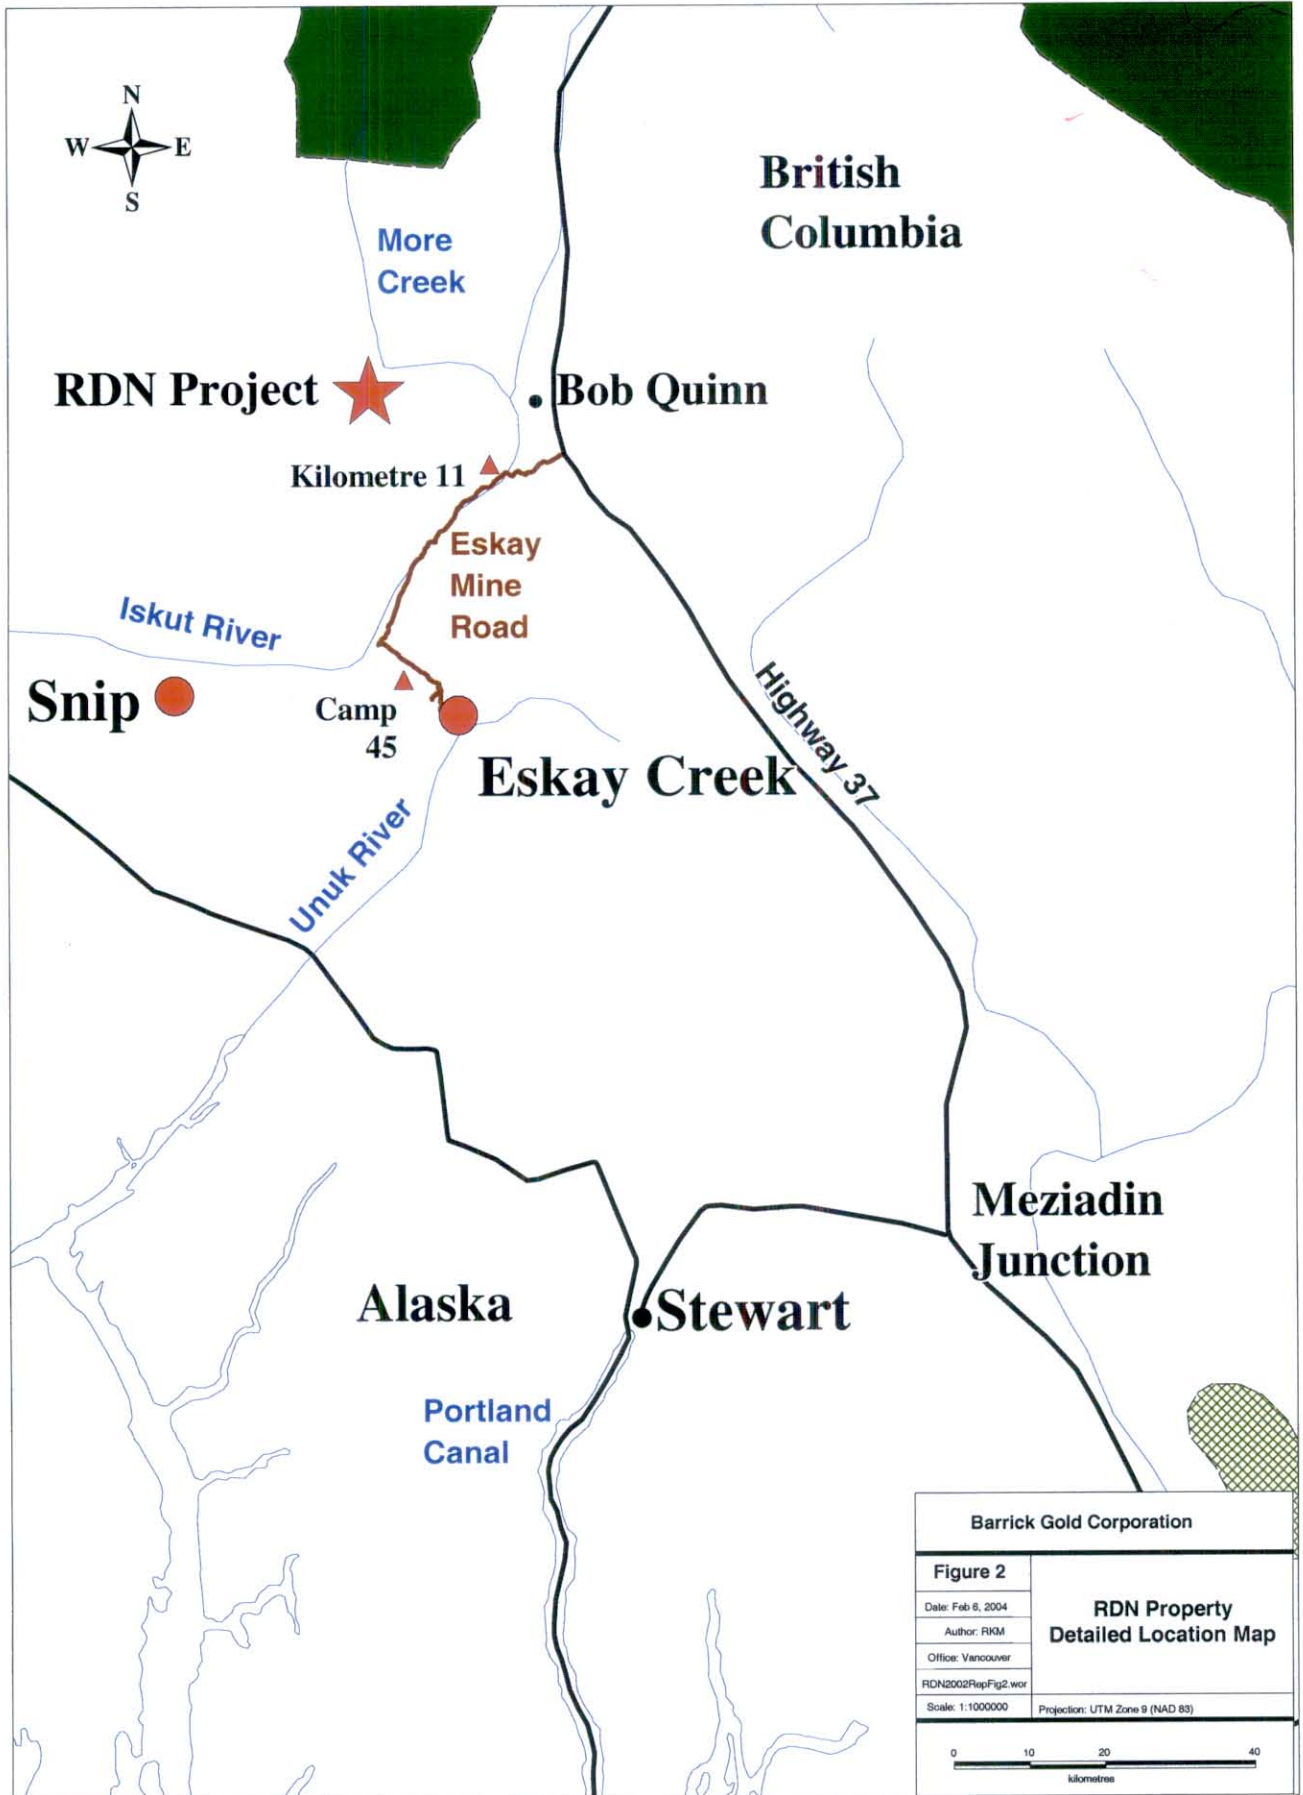 N
W E
S
British
Columbia
More
Creek
RDN Project
Bob Quinn
Kilometre 11
Eskay
Mine
Road
Iskut River
Snip
Camp
45
Eskay Creek
Highway 37
Unuk River
Meziadin
Junction
Alaska
Stewart
Portland
Canal
Barrick Gold Corporation
Figure 2
Date: Feb 6, 2004
Author: RKM
Office: Vancouver
RDN2002RepFig2.wor
Scale: 1:1000000
RDN Property
Detailed Location Map
Projection: UTM Zone 9 (NAD 83)
0 10 20 40
kilometres